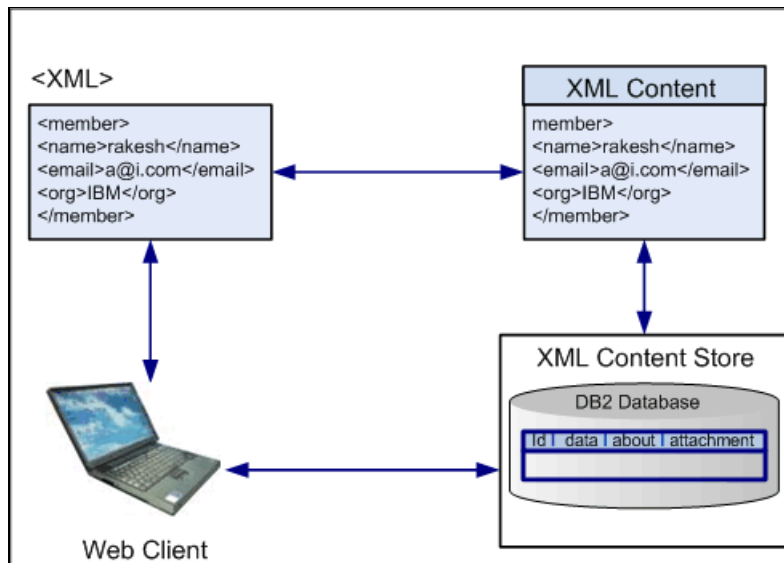 <XML>
<member>
<name>rakesh</name>
<email>a@i.com</email>
<org>IBM</org>
</member>
XML Content
member>
<name>rakesh</name>
<email>a@i.com</email>
<org>IBM</org>
</member>
Web Client
XML Content Store
DB2 Database
Id data about attachment